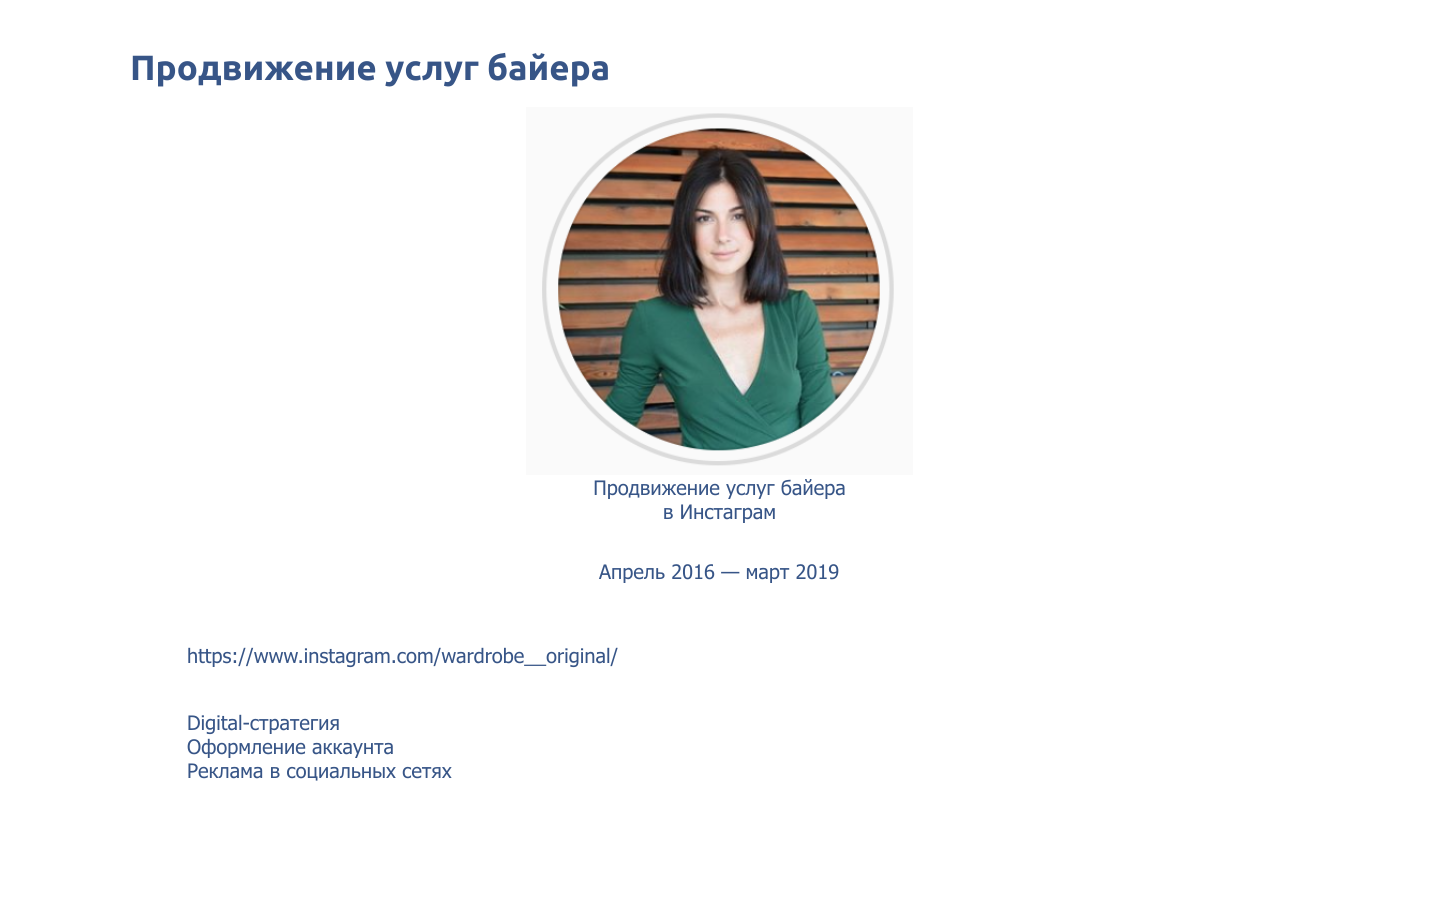 Продвижение услуг байера
Продвижение услуг байера
в Инстаграм
Апрель 2016 — март 2019
https://www.instagram.com/wardrobe__original/
Digital-стратегия
Оформление аккаунта
Реклама в социальных сетях